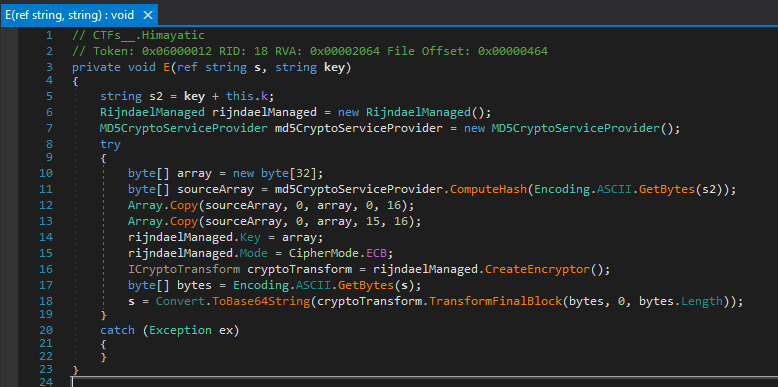 E(ref string, string) : void ×
1 // CTFs__.Himayatic
2 // Token: 0x06000012 RID: 18 RVA: 0x00002064 File Offset: 0x00000464
3 private void E(ref string s, string key)
4 {
5 string s2 = key + this.k;
6 RijndaelManaged rijndaelManaged = new RijndaelManaged();
7 MD5CryptoServiceProvider md5CryptoServiceProvider = new MD5CryptoServiceProvider();
8 try
9 {
10 byte[] array = new byte[32];
11 byte[] sourceArray = md5CryptoServiceProvider.ComputeHash(Encoding.ASCII.GetBytes(s2));
12 Array.Copy(sourceArray, 0, array, 0, 16);
13 Array.Copy(sourceArray, 0, array, 15, 16);
14 rijndaelManaged.Key = array;
15 rijndaelManaged.Mode = CipherMode.ECB;
16 ICryptoTransform cryptoTransform = rijndaelManaged.CreateEncryptor();
17 byte[] bytes = Encoding.ASCII.GetBytes(s);
18 s = Convert.ToBase64String(cryptoTransform.TransformFinalBlock(bytes, 0, bytes.Length));
19 }
20 catch (Exception ex)
21 {
22 }
23 }
24